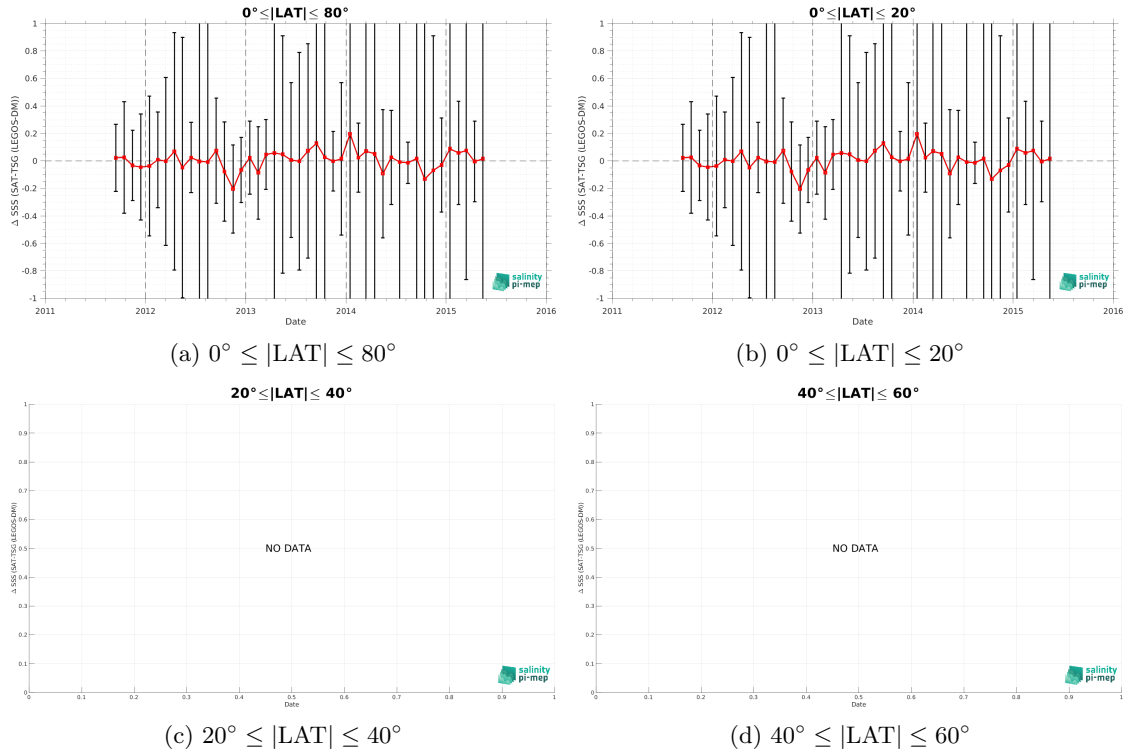 0°≤|LAT|≤ 80°
Δ SSS (SAT-TSG (LEGOS-DM))
1
0.8
0.6
0.4
0.2
0
-0.2
-0.4
-0.6
-0.8
-1
2011 2012 2013 2014 2015 2016
Date
salinity
pi-mep
(a) 0° ≤ |LAT| ≤ 80°
0°≤|LAT|≤ 20°
Δ SSS (SAT-TSG (LEGOS-DM))
1
0.8
0.6
0.4
0.2
0
-0.2
-0.4
-0.6
-0.8
-1
2011 2012 2013 2014 2015 2016
Date
salinity
pi-mep
(b) 0° ≤ |LAT| ≤ 20°
20°≤|LAT|≤ 40°
Δ SSS (SAT-TSG (LEGOS-DM))
1
0.9
0.8
0.7
0.6
0.5
0.4
0.3
0.2
0.1
0
NO DATA
0 0.1 0.2 0.3 0.4 0.5 0.6 0.7 0.8 0.9 1
Date
salinity
pi-mep
(c) 20° ≤ |LAT| ≤ 40°
40°≤|LAT|≤ 60°
Δ SSS (SAT-TSG (LEGOS-DM))
1
0.9
0.8
0.7
0.6
0.5
0.4
0.3
0.2
0.1
0
NO DATA
0 0.1 0.2 0.3 0.4 0.5 0.6 0.7 0.8 0.9 1
Date
salinity
pi-mep
(d) 40° ≤ |LAT| ≤ 60°